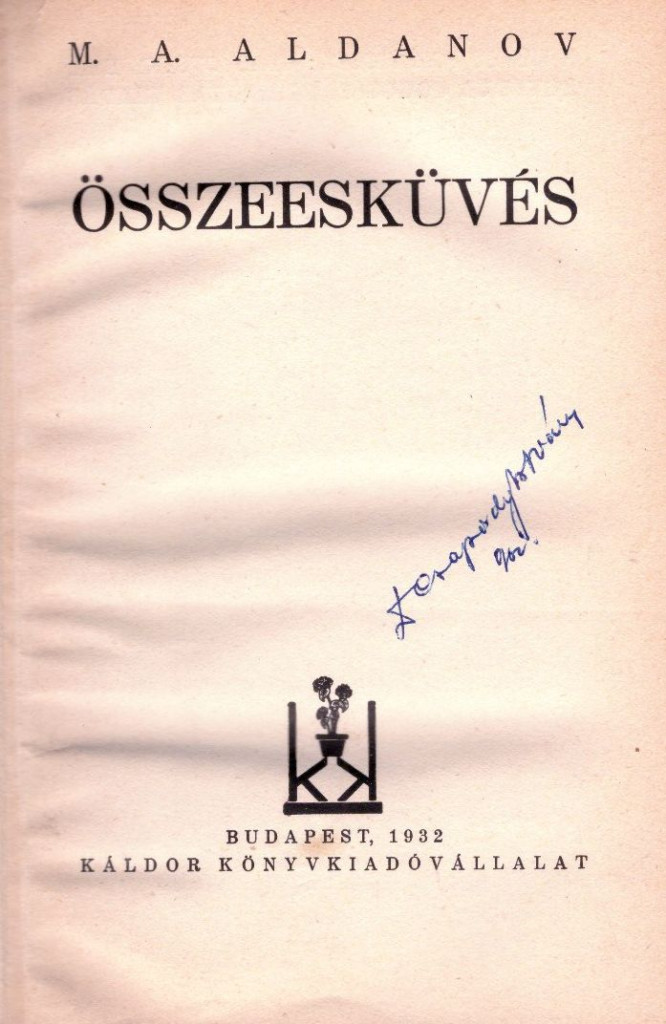 M. A. ALDANOV
ÖSSZEESKÜVÉS
BUDAPEST, 1932
KÁLDOR KÖNYVKIADÓVÁLLALAT